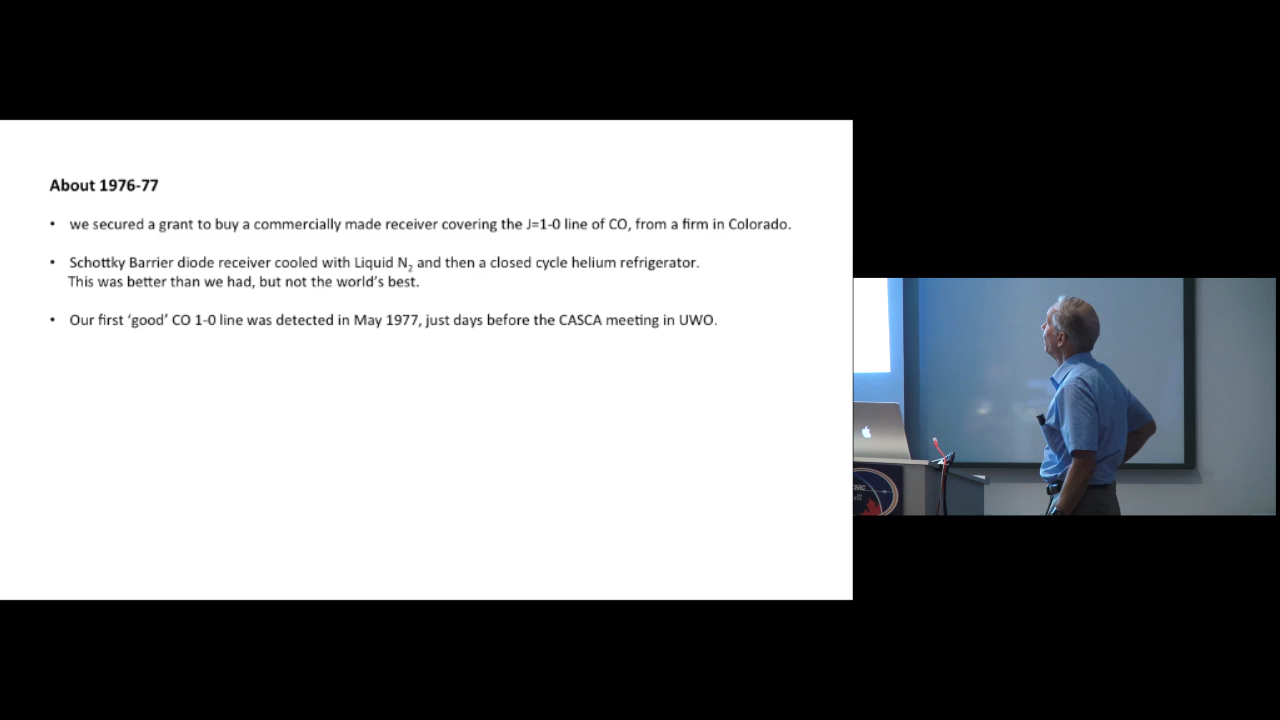 About 1976-77
• we secured a grant to buy a commercially made receiver covering the J=1-0 line of CO, from a firm in Colorado.
• Schottky Barrier diode receiver cooled with Liquid N₂ and then a closed cycle helium refrigerator.
This was better than we had, but not the world’s best.
• Our first ‘good’ CO 1-0 line was detected in May 1977, just days before the CASCA meeting in UWO.